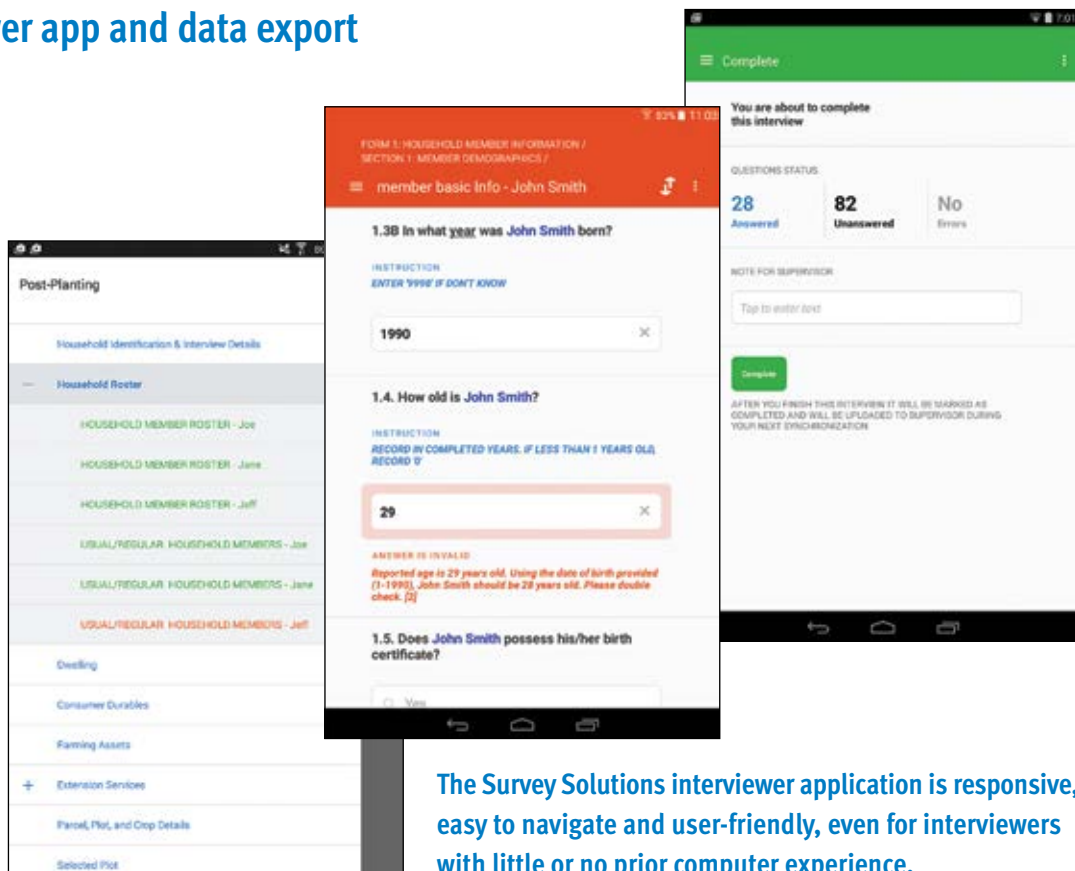 er app and data export
Post-Planting
Household Identification & Interview Details
Household Roster
HOUSEHOLD MEMBER ROSTER - Joe
HOUSEHOLD MEMBER ROSTER - Jane
HOUSEHOLD MEMBER ROSTER - Jeff
USUAL/REGULAR HOUSEHOLD MEMBERS - Joe
USUAL/REGULAR HOUSEHOLD MEMBERS - Jane
USUAL/REGULAR HOUSEHOLD MEMBERS - Jeff
Dwelling
Consumer Durables
Farming Assets
Extension Services
Parcel, Plot, and Crop Details
Selected Plot
83% 11:03
FORM 1: HOUSEHOLD MEMBER INFORMATION /
SECTION 1: MEMBER DEMOGRAPHICS /
member basic Info - John Smith
1.3B In what year was John Smith born?
INSTRUCTION
ENTER '9998' IF DON'T KNOW
1990
1.4. How old is John Smith?
INSTRUCTION
RECORD IN COMPLETED YEARS. IF LESS THAN 1 YEARS OLD,
RECORD '0'
29
ANSWER IS INVALID
Reported age is 29 years old. Using the date of birth provided
(1-1990), John Smith should be 28 years old. Please double
check. [2]
1.5. Does John Smith possess his/her birth
certificate?
Yes
7:01
Complete
You are about to complete
this interview
QUESTIONS STATUS
28 82 No
Answered Unanswered Errors
NOTE FOR SUPERVISOR
Tap to enter text
Complete
AFTER YOU FINISH THIS INTERVIEW IT WILL BE MARKED AS
COMPLETED AND WILL BE UPLOADED TO SUPERVISOR DURING
YOUR NEXT SYNCHRONIZATION
The Survey Solutions interviewer application is responsive,
easy to navigate and user-friendly, even for interviewers
with little or no prior computer experience.